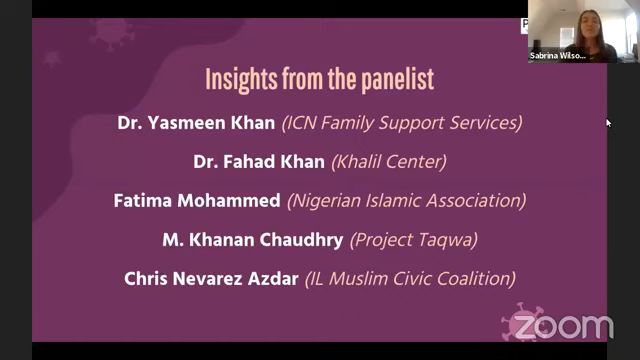 P
Sabrina Wilso...
Insights from the panelist
Dr. Yasmeen Khan (ICN Family Support Services)
Dr. Fahad Khan (Khalil Center)
Fatima Mohammed (Nigerian Islamic Association)
M. Khanan Chaudhry (Project Taqwa)
Chris Nevarez Azdar (IL Muslim Civic Coalition)
zoom